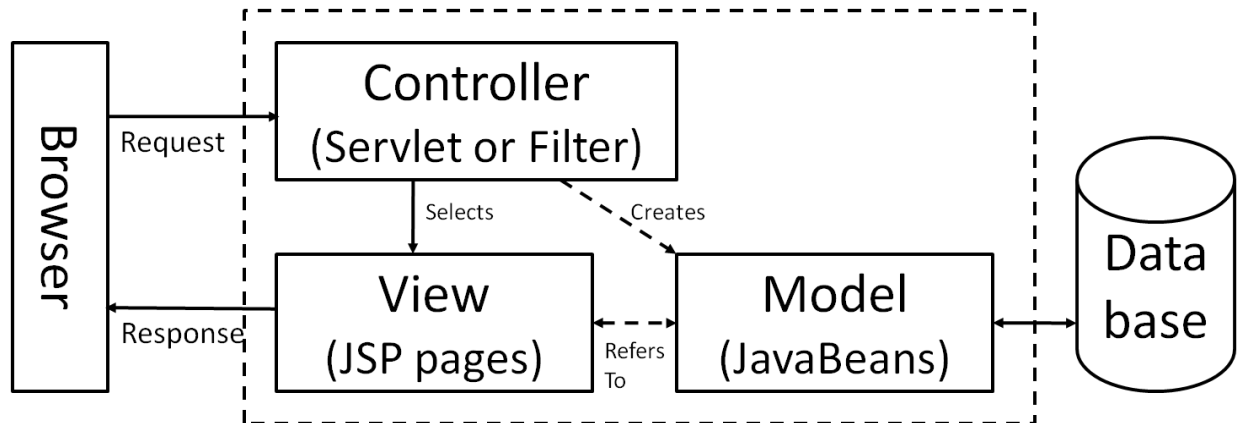 Browser
Request
Controller
(Servlet or Filter)
Selects
Creates
Response
View
(JSP pages)
Refers
To
Model
(JavaBeans)
Data
base